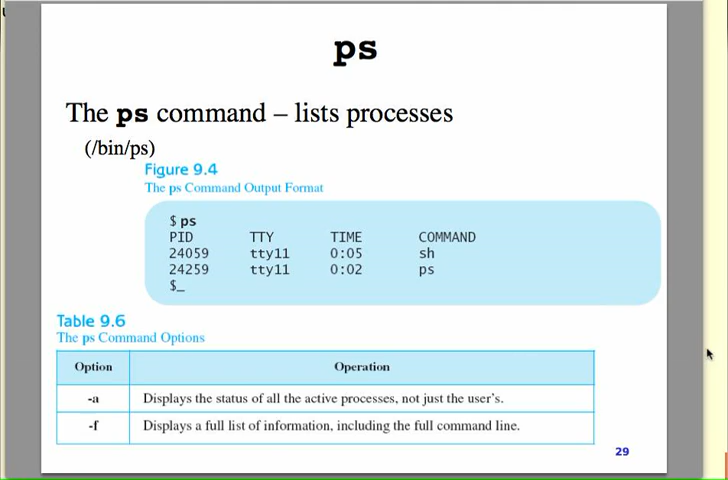 ps
The ps command – lists processes
(/bin/ps)
Figure 9.4
The ps Command Output Format
$ ps
PID TTY TIME COMMAND
24059 tty11 0:05 sh
24259 tty11 0:02 ps
$_
Table 9.6
The ps Command Options
Option Operation
-a Displays the status of all the active processes, not just the user's.
-f Displays a full list of information, including the full command line.
29